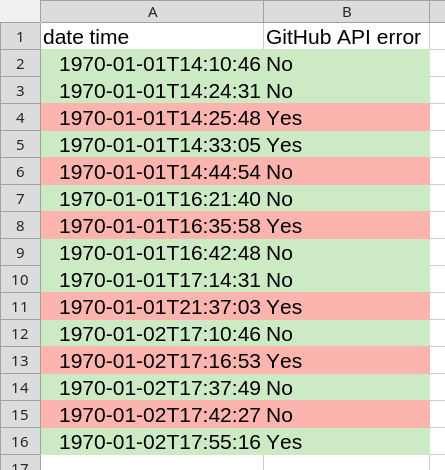 A B
1 date time GitHub API error
2 1970-01-01T14:10:46 No
3 1970-01-01T14:24:31 No
4 1970-01-01T14:25:48 Yes
5 1970-01-01T14:33:05 Yes
6 1970-01-01T14:44:54 No
7 1970-01-01T16:21:40 No
8 1970-01-01T16:35:58 Yes
9 1970-01-01T16:42:48 No
10 1970-01-01T17:14:31 No
11 1970-01-01T21:37:03 Yes
12 1970-01-02T17:10:46 No
13 1970-01-02T17:16:53 Yes
14 1970-01-02T17:37:49 No
15 1970-01-02T17:42:27 No
16 1970-01-02T17:55:16 Yes
17